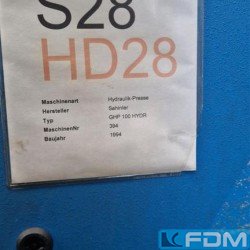 S28
HD28
Maschinenart Hydraulik-Presse
Hersteller Sahinler
Typ GHP 100 HYDR
MaschinenNr 394
Baujahr 1994
FDM